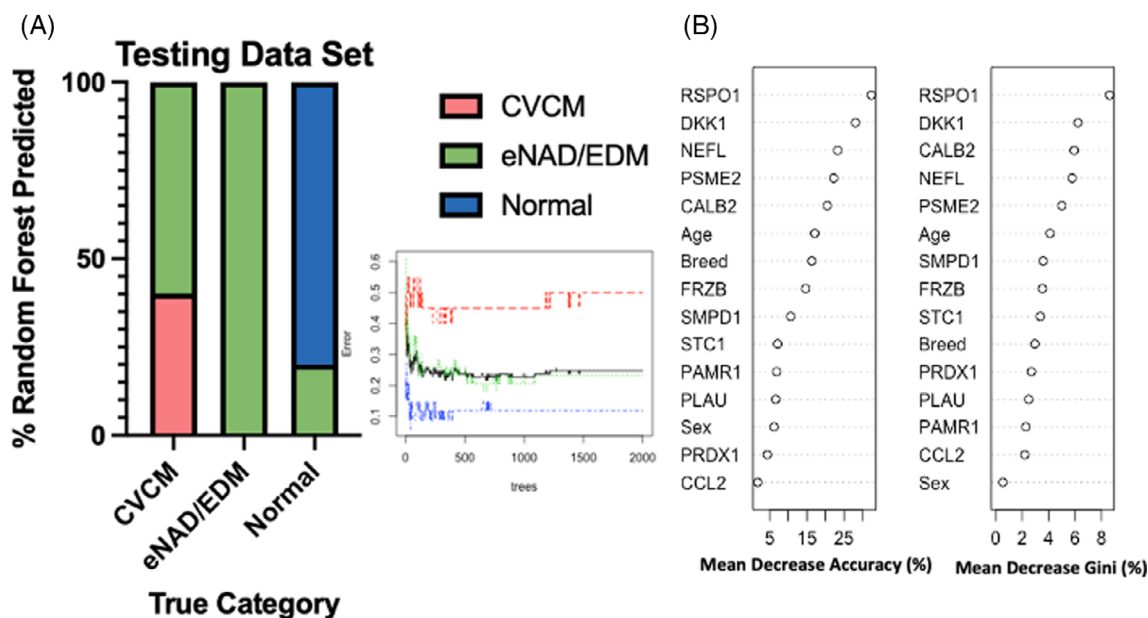 (A)
Testing Data Set
% Random Forest Predicted
100
50
0
CVCM
eNAD/EDM
Normal
True Category
CVCM
eNAD/EDM
Normal
Error
0.6
0.5
0.4
0.3
0.2
0.1
0 500 1000 1500 2000
trees
(B)
RSPO1
DKK1
NEFL
PSME2
CALB2
Age
Breed
FRZB
SMPD1
STC1
PAMR1
PLAU
Sex
PRDX1
CCL2
5 15 25
Mean Decrease Accuracy (%)
RSPO1
DKK1
CALB2
NEFL
PSME2
Age
SMPD1
FRZB
STC1
Breed
PRDX1
PLAU
PAMR1
CCL2
Sex
0 2 4 6 8
Mean Decrease Gini (%)